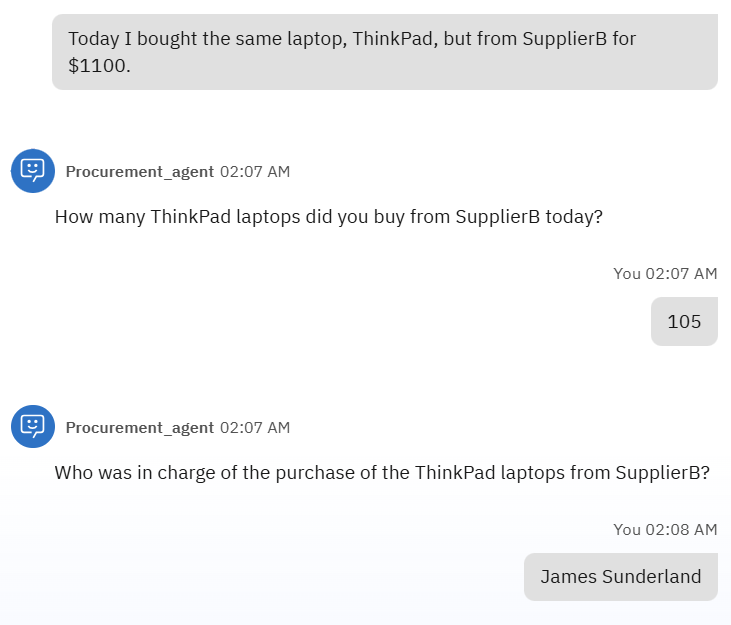 Today I bought the same laptop, ThinkPad, but from SupplierB for
$1100.
Procurement_agent 02:07 AM
How many ThinkPad laptops did you buy from SupplierB today?
You 02:07 AM
105
Procurement_agent 02:07 AM
Who was in charge of the purchase of the ThinkPad laptops from SupplierB?
You 02:08 AM
James Sunderland